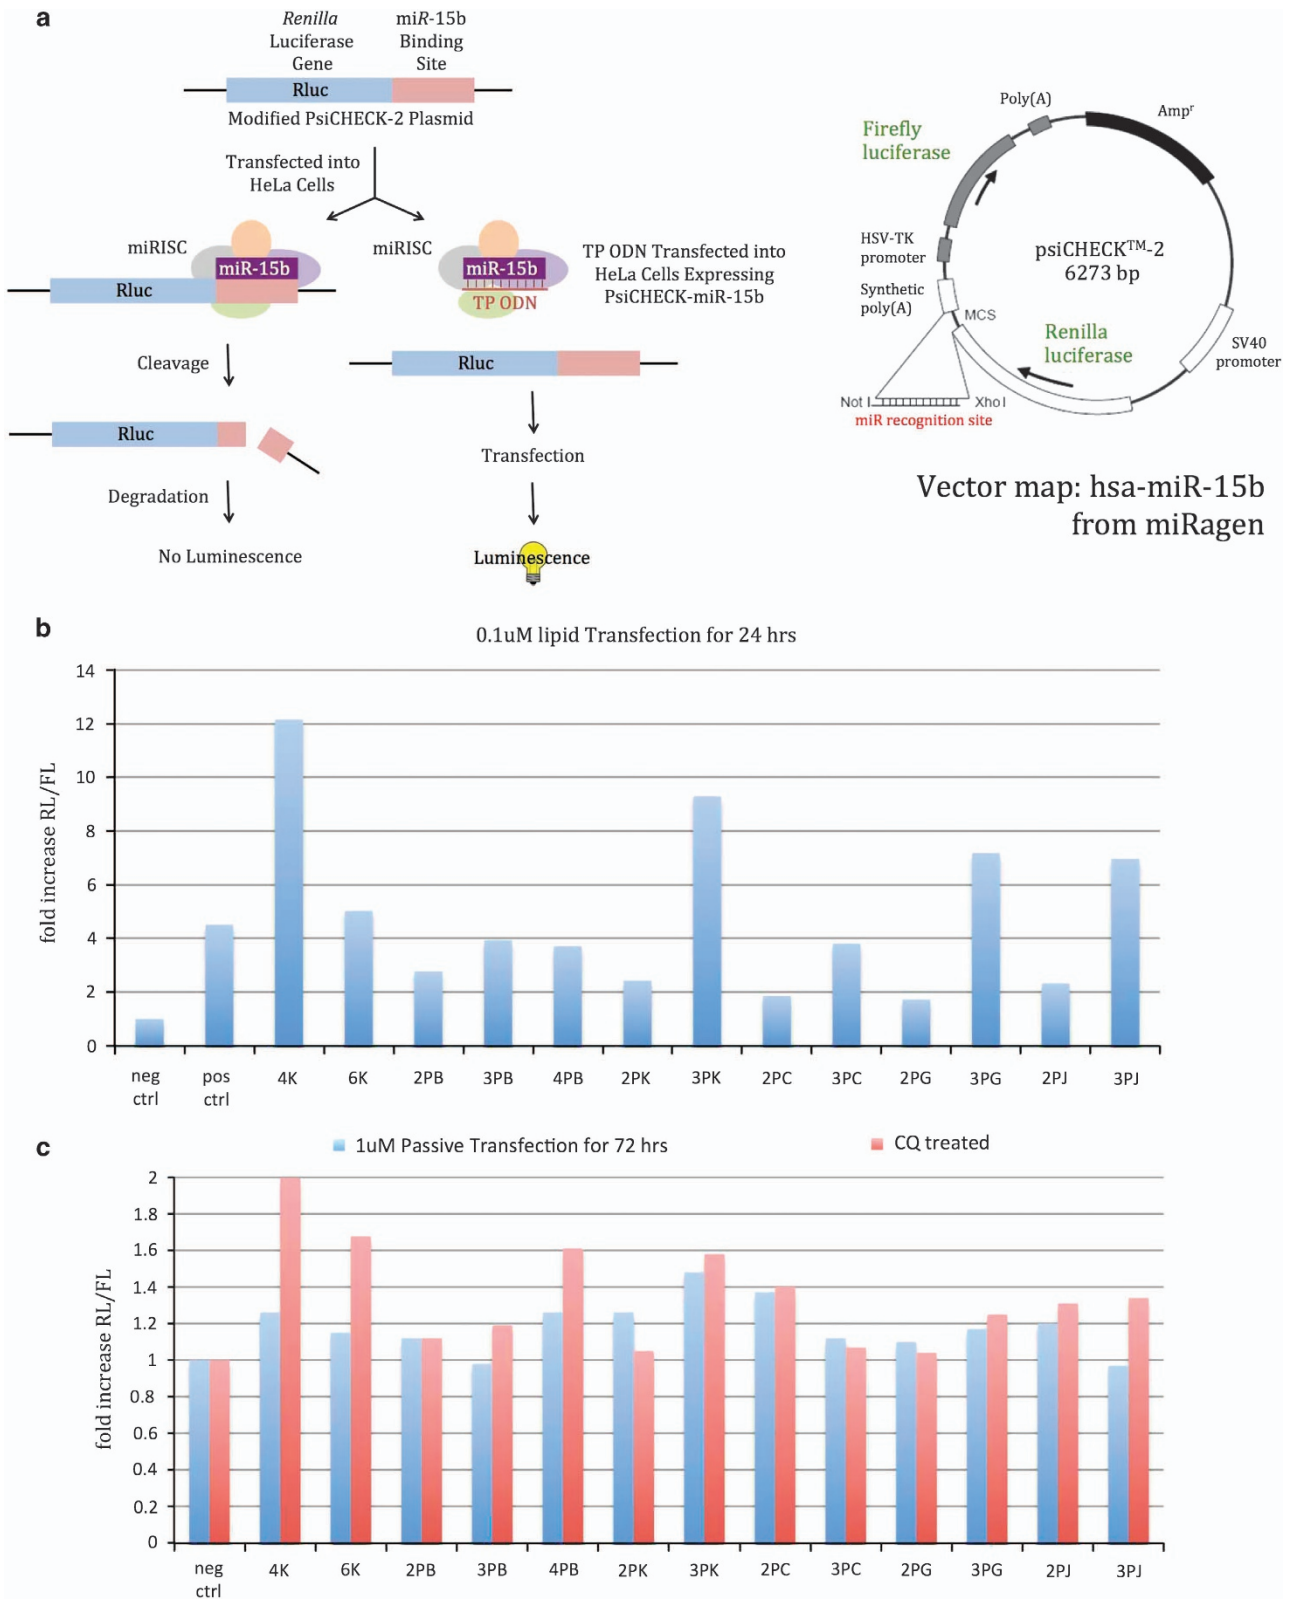 a
Renilla
Luciferase
Gene
miR-15b
Binding
Site
Rluc
Modified PsiCHECK-2 Plasmid
Transfected into
HeLa Cells
miRISC
miR-15b
Rluc
Cleavage
Rluc
Degradation
No Luminescence
miRISC
miR-15b
TP ODN
TP ODN Transfected into
HeLa Cells Expressing
PsiCHECK-miR-15b
Rluc
Transfection
Luminescence
Poly(A)
Ampʳ
Firefly
luciferase
HSV-TK
promoter
Synthetic
poly(A)
MCS
psiCHECK™-2
6273 bp
Renilla
luciferase
SV40
promoter
Not I
Xho I
miR recognition site
Vector map: hsa-miR-15b
from miRagen
b
0.1uM lipid Transfection for 24 hrs
fold increase RL/FL
14
12
10
8
6
4
2
0
neg ctrl
pos ctrl
4K
6K
2PB
3PB
4PB
2PK
3PK
2PC
3PC
2PG
3PG
2PJ
3PJ
c
1uM Passive Transfection for 72 hrs
CQ treated
fold increase RL/FL
2
1.8
1.6
1.4
1.2
1
0.8
0.6
0.4
0.2
0
neg ctrl
4K
6K
2PB
3PB
4PB
2PK
3PK
2PC
3PC
2PG
3PG
2PJ
3PJ